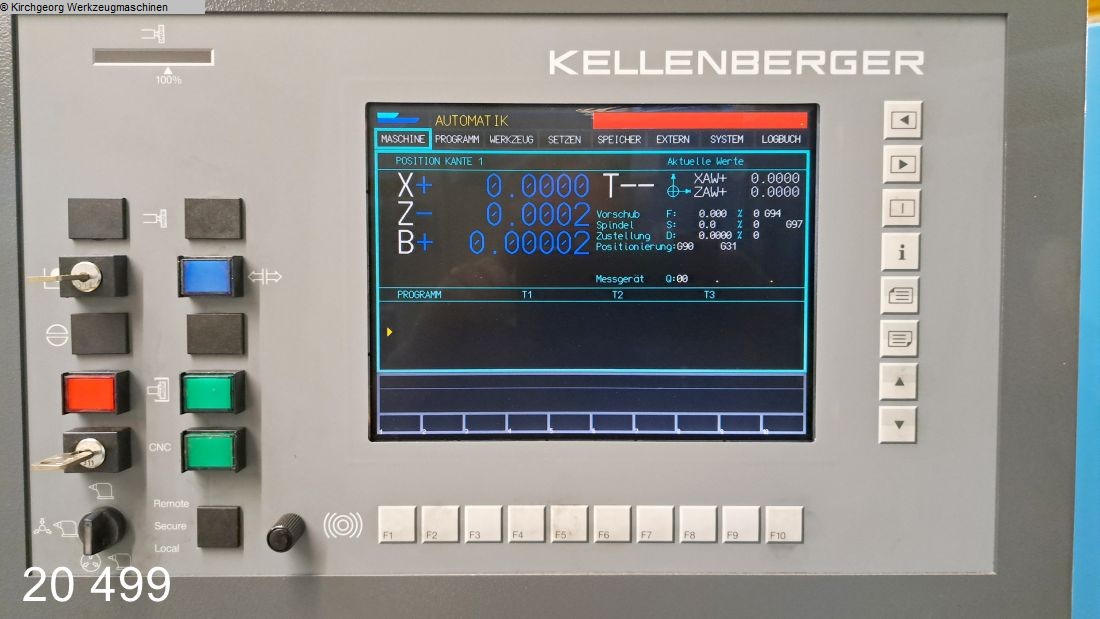 © Kirchgeorg Werkzeugmaschinen
KELLENBERGER
100%
AUTOMATIK
MASCHINE PROGRAMM WERKZEUG SETZEN SPEICHER EXTERN SYSTEM LOGBUCH
POSITION KANTE 1 Aktuelle Werte
X+ 0.0000 T-- XAW+ 0.0000
Z- 0.0002 ZAW+ 0.0000
B+ 0.00002
Vorschub F: 0.000 % 0 G94
Spindel S: 0.0 % 0 G97
Zustellung D: 0.0000 % 0
Positionierung:G90 G31
Messgerät Q:00 . .
PROGRAMM T1 T2 T3
CNC
Remote
Secure
Local
F1 F2 F3 F4 F5 F6 F7 F8 F9 F10
20 499